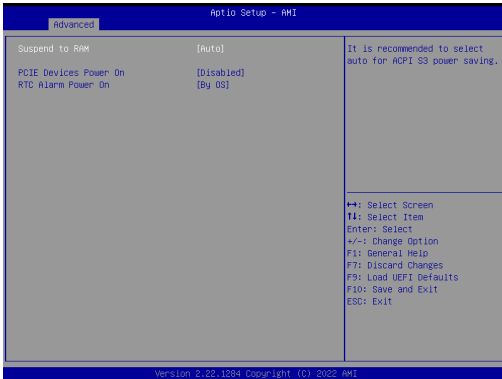 Aptio Setup - AMI
Advanced
Suspend to RAM [Auto]
PCIE Devices Power On [Disabled]
RTC Alarm Power On [By OS]
It is recommended to select
auto for ACPI S3 power saving.
↔: Select Screen
↑↓: Select Item
Enter: Select
+/-: Change Option
F1: General Help
F7: Discard Changes
F9: Load UEFI Defaults
F10: Save and Exit
ESC: Exit
Version 2.22.1284 Copyright (C) 2022 AMI